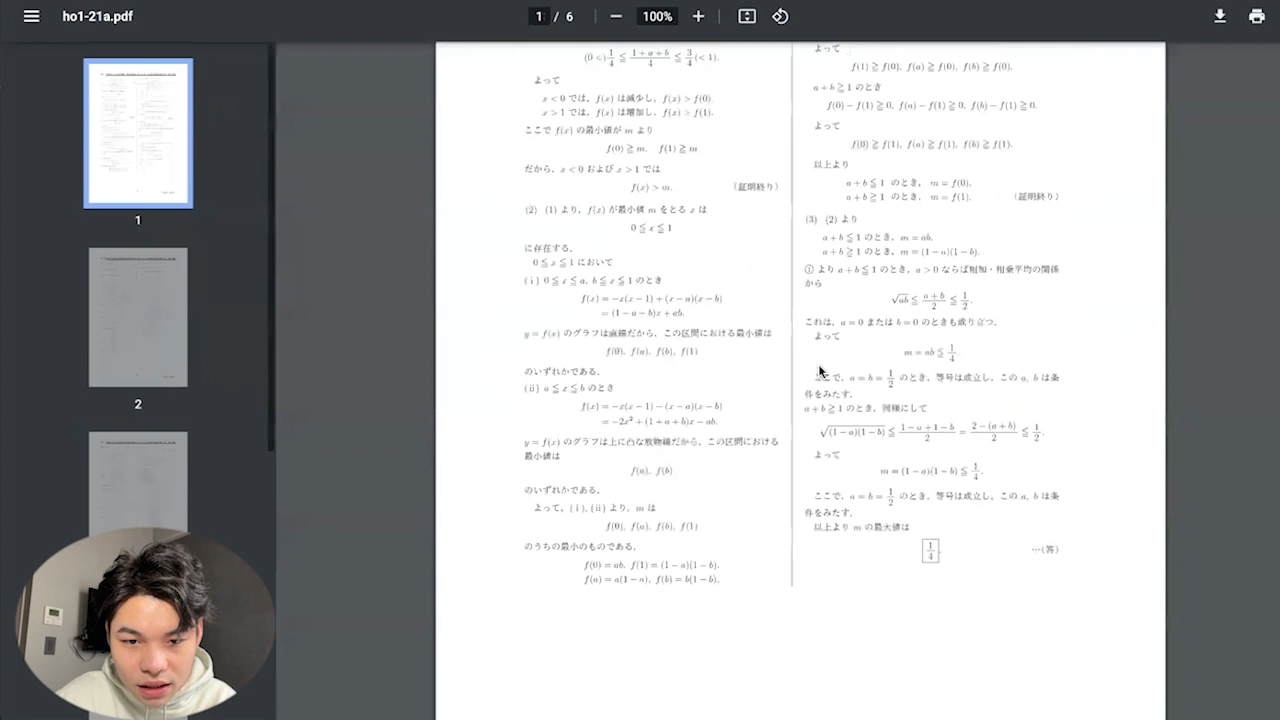 ho1-21a.pdf
1 / 6
100%
1
2
(0 <) 1/4 ≦ (1+a+b)/4 ≦ 3/4 (< 1).
よって
x < 0 では, f(x) は減少し, f(x) > f(0).
x > 1 では, f(x) は増加し, f(x) > f(1).
ここで f(x) の最小値が m より
f(0) ≧ m, f(1) ≧ m
だから, x < 0 および x > 1 では
f(x) > m. (証明終り)
(2) (1) より, f(x) が最小値 m をとる x は
0 ≦ x ≦ 1
に存在する.
0 ≦ x ≦ 1 において
(i) 0 ≦ x ≦ a, b ≦ x ≦ 1 のとき
f(x) = −x(x − 1) + (x − a)(x − b)
= (1 − a − b)x + ab.
y = f(x) のグラフは直線だから, この区間における最小値は
f(0), f(a), f(b), f(1)
のいずれかである.
(ii) a ≦ x ≦ b のとき
f(x) = −x(x − 1) − (x − a)(x − b)
= −2x² + (1 + a + b)x − ab.
y = f(x) のグラフは上に凸な放物線だから, この区間における
最小値は
f(a), f(b)
のいずれかである.
よって, (i), (ii) より, m は
f(0), f(a), f(b), f(1)
のうちの最小のものである.
f(0) = ab, f(1) = (1 − a)(1 − b),
f(a) = a(1 − a), f(b) = b(1 − b).
よって
f(1) ≧ f(0), f(a) ≧ f(0), f(b) ≧ f(0).
a + b ≧ 1 のとき
f(0) − f(1) ≧ 0, f(a) − f(1) ≧ 0, f(b) − f(1) ≧ 0.
よって
f(0) ≧ f(1), f(a) ≧ f(1), f(b) ≧ f(1).
以上より
a + b ≦ 1 のとき, m = f(0),
a + b ≧ 1 のとき, m = f(1). (証明終り)
(3) (2) より
a + b ≦ 1 のとき, m = ab,
a + b ≧ 1 のとき, m = (1 − a)(1 − b).
① より a + b ≦ 1 のとき, a > 0 ならば相加・相乗平均の関係
から
√ab ≦ (a+b)/2 ≦ 1/2.
これは, a = 0 または b = 0 のときも成り立つ.
よって
m = ab ≦ 1/4.
ここで, a = b = 1/2 のとき, 等号は成立し, この a, b は条
件をみたす.
a + b ≧ 1 のとき, 同様にして
√(1 − a)(1 − b) ≦ (1 − a + 1 − b)/2 = (2 − (a + b))/2 ≦ 1/2.
よって
m = (1 − a)(1 − b) ≦ 1/4.
ここで, a = b = 1/2 のとき, 等号は成立し, この a, b は条
件をみたす.
以上より m の最大値は
1/4. …(答)